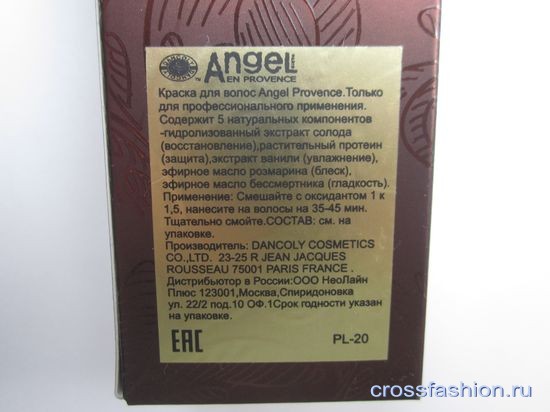 Angel
EN PROVENCE
Краска для волос Angel Provence.Только
для профессионального применения.
Содержит 5 натуральных компонентов
-гидролизованный экстракт солода
(восстановление),растительный протеин
(защита),экстракт ванили (увлажнение),
эфирное масло розмарина (блеск),
эфирное масло бессмертника (гладкость).
Применение: Смешайте с оксидантом 1 к
1,5, нанесите на волосы на 35-45 мин.
Тщательно смойте.СОСТАВ: см. на
упаковке.
Производитель: DANCOLY COSMETICS
CO.,LTD. 23-25 R JEAN JACQUES
ROUSSEAU 75001 PARIS FRANCE .
Дистрибьютор в России:ООО НеоЛайн
Плюс 123001,Москва,Спиридоновка
ул. 22/2 под.10 ОФ.1Срок годности указан
на упаковке.
EAC
PL-20
crossfashion.ru